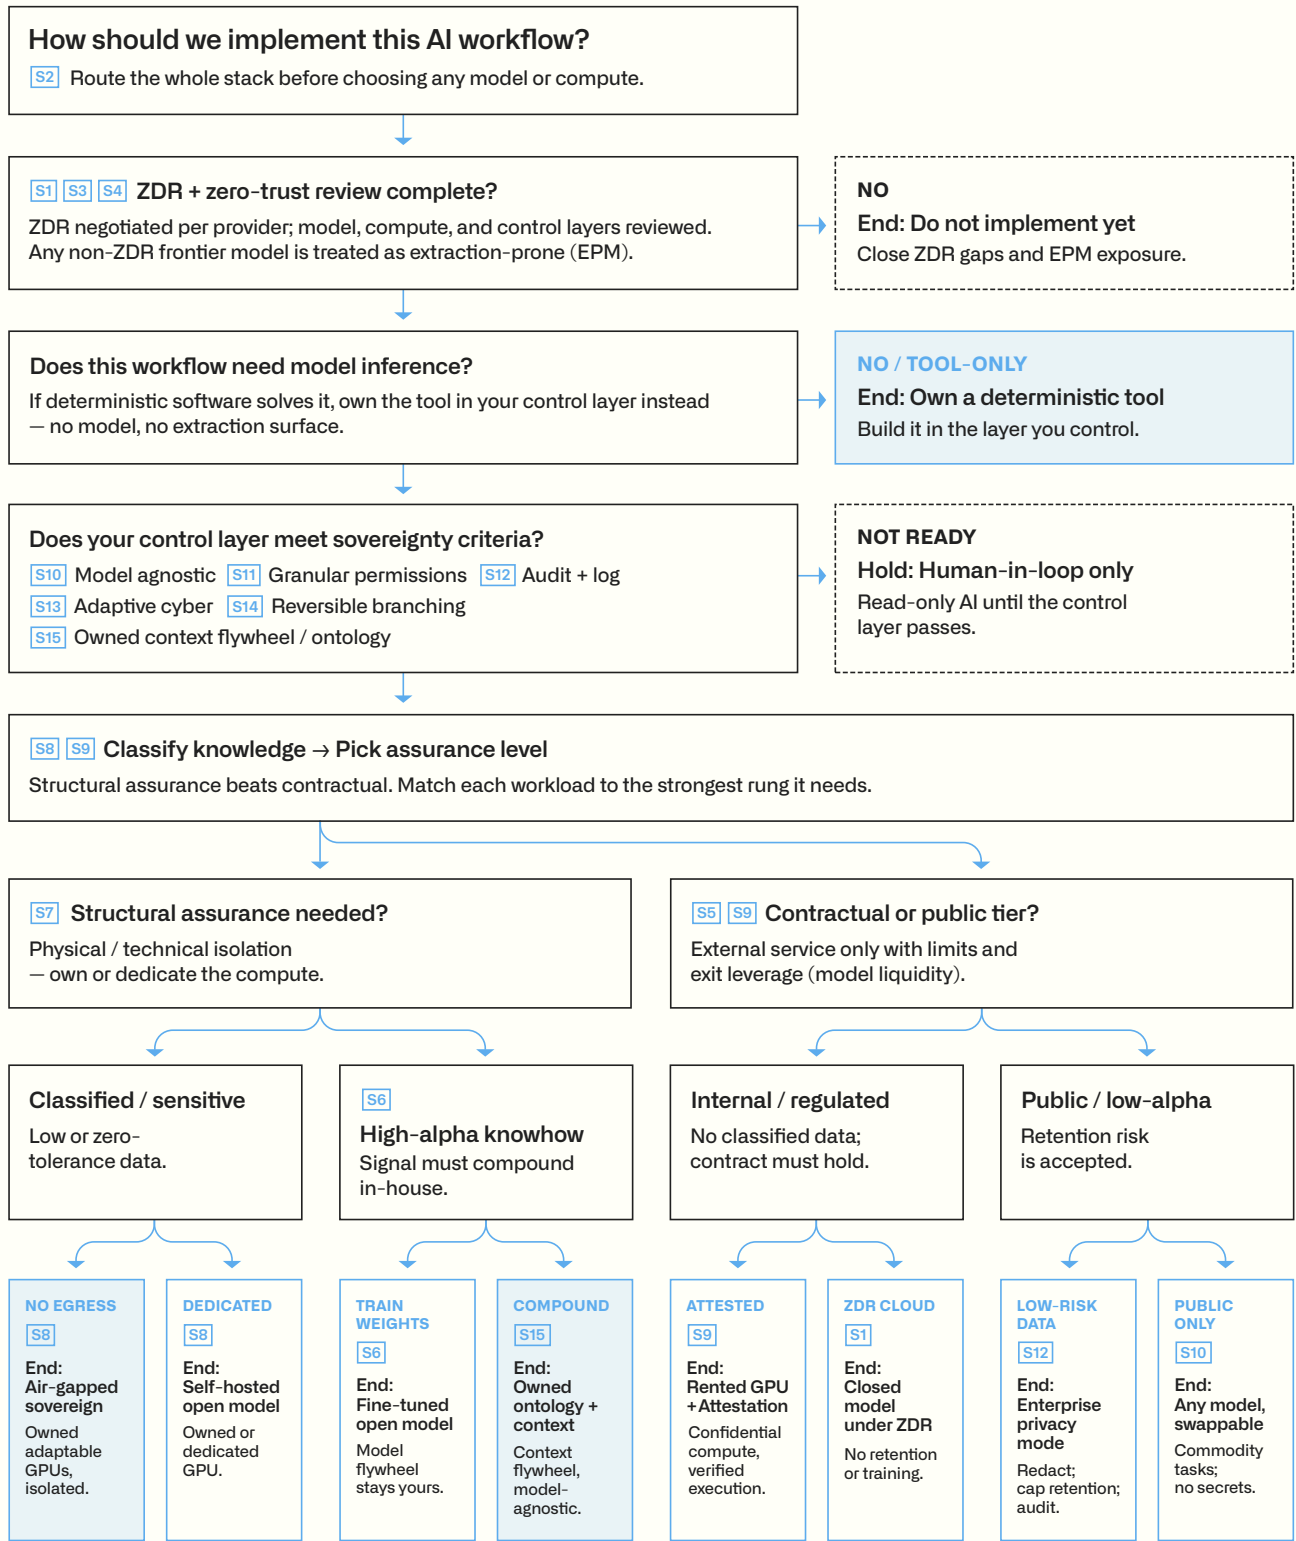 How should we implement this AI workflow?
S2 Route the whole stack before choosing any model or compute.
S1 S3 S4 ZDR + zero-trust review complete?
ZDR negotiated per provider; model, compute, and control layers reviewed.
Any non-ZDR frontier model is treated as extraction-prone (EPM).
NO
End: Do not implement yet
Close ZDR gaps and EPM exposure.
Does this workflow need model inference?
If deterministic software solves it, own the tool in your control layer instead
— no model, no extraction surface.
NO / TOOL-ONLY
End: Own a deterministic tool
Build it in the layer you control.
Does your control layer meet sovereignty criteria?
S10 Model agnostic S11 Granular permissions S12 Audit + log
S13 Adaptive cyber S14 Reversible branching
S15 Owned context flywheel / ontology
NOT READY
Hold: Human-in-loop only
Read-only AI until the control
layer passes.
S8 S9 Classify knowledge → Pick assurance level
Structural assurance beats contractual. Match each workload to the strongest rung it needs.
S7 Structural assurance needed?
Physical / technical isolation
— own or dedicate the compute.
S5 S9 Contractual or public tier?
External service only with limits and
exit leverage (model liquidity).
Classified / sensitive
Low or zero-
tolerance data.
S6
High-alpha knowhow
Signal must compound
in-house.
Internal / regulated
No classified data;
contract must hold.
Public / low-alpha
Retention risk
is accepted.
NO EGRESS
S8
End:
Air-gapped
sovereign
Owned
adaptable
GPUs,
isolated.
DEDICATED
S8
End:
Self-hosted
open model
Owned or
dedicated
GPU.
TRAIN
WEIGHTS
S6
End:
Fine-tuned
open model
Model
flywheel
stays yours.
COMPOUND
S15
End:
Owned
ontology +
context
Context
flywheel,
model-
agnostic.
ATTESTED
S9
End:
Rented GPU
+Attestation
Confidential
compute,
verified
execution.
ZDR CLOUD
S1
End:
Closed
model
under ZDR
No retention
or training.
LOW-RISK
DATA
S12
End:
Enterprise
privacy
mode
Redact;
cap retention;
audit.
PUBLIC
ONLY
S10
End:
Any model,
swappable
Commodity
tasks;
no secrets.